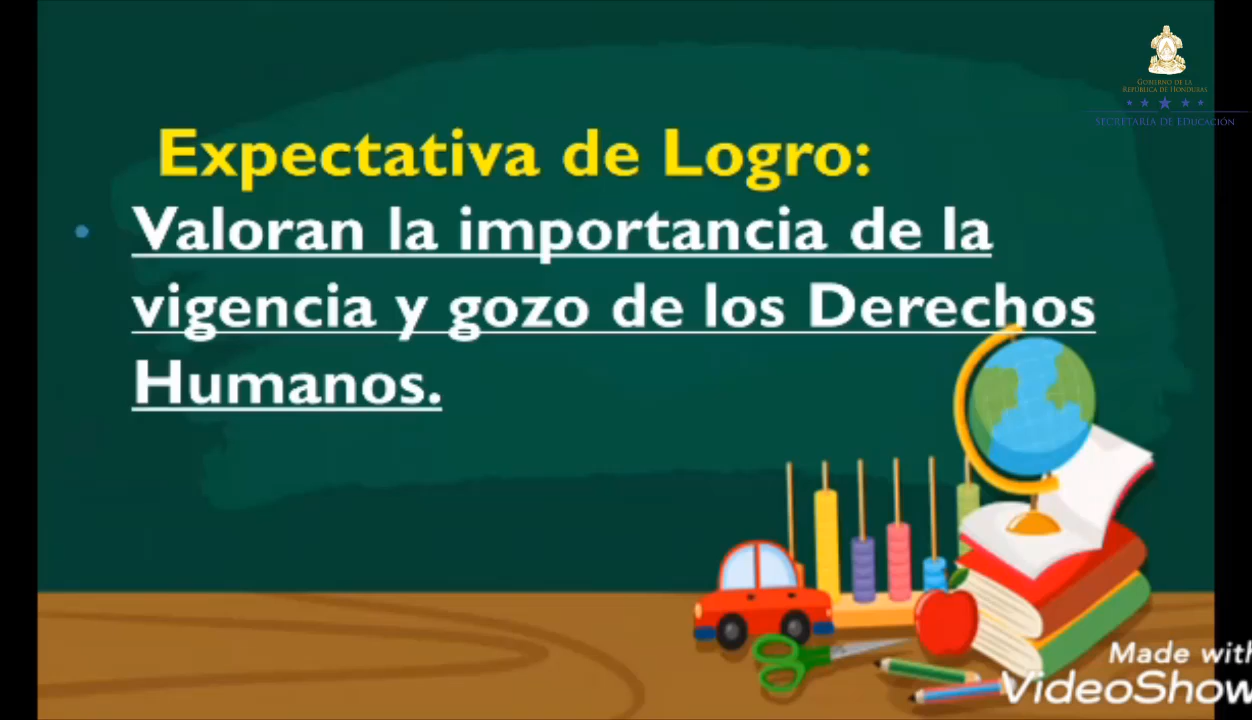 GOBIERNO DE LA
REPÚBLICA DE HONDURAS
SECRETARÍA DE EDUCACIÓN
Expectativa de Logro:
• Valoran la importancia de la
vigencia y gozo de los Derechos
Humanos.
Made with
VideoShow